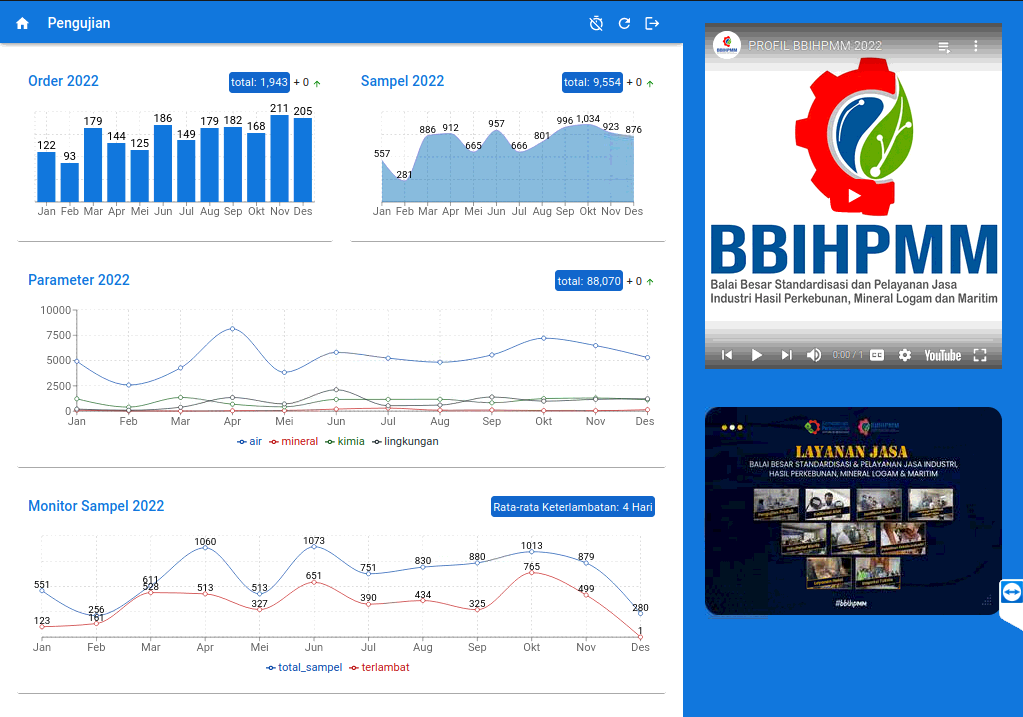 Pengujian
Order 2022
total: 1,943 + 0
122 93 179 144 125 186 149 179 182 168 211 205
Jan Feb Mar Apr Mei Jun Jul Aug Sep Okt Nov Des
Sampel 2022
total: 9,554 + 0
557 281 886 912 665 957 666 801 996 1,034 923 876
Jan Feb Mar Apr Mei Jun Jul Aug Sep Okt Nov Des
Parameter 2022
total: 88,070 + 0
10000
7500
5000
2500
0
Jan Feb Mar Apr Mei Jun Jul Aug Sep Okt Nov Des
air mineral kimia lingkungan
Monitor Sampel 2022
Rata-rata Keterlambatan: 4 Hari
551 256 611 1060 513 1073 751 830 880 1013 879 280
123 161 528 513 327 651 390 434 325 765 499 1
Jan Feb Mar Apr Mei Jun Jul Aug Sep Okt Nov Des
total_sampel terlambat
BBIHPMM
PROFIL BBIHPMM 2022
BBIHPMM
Balai Besar Standardisasi dan Pelayanan Jasa
Industri Hasil Perkebunan, Mineral Logam dan Maritim
0:00 / 1
CC
YouTube
LAYANAN JASA
BALAI BESAR STANDARDISASI & PELAYANAN JASA INDUSTRI,
HASIL PERKEBUNAN, MINERAL LOGAM & MARITIM
Pengujian Produk
#bbihpmm